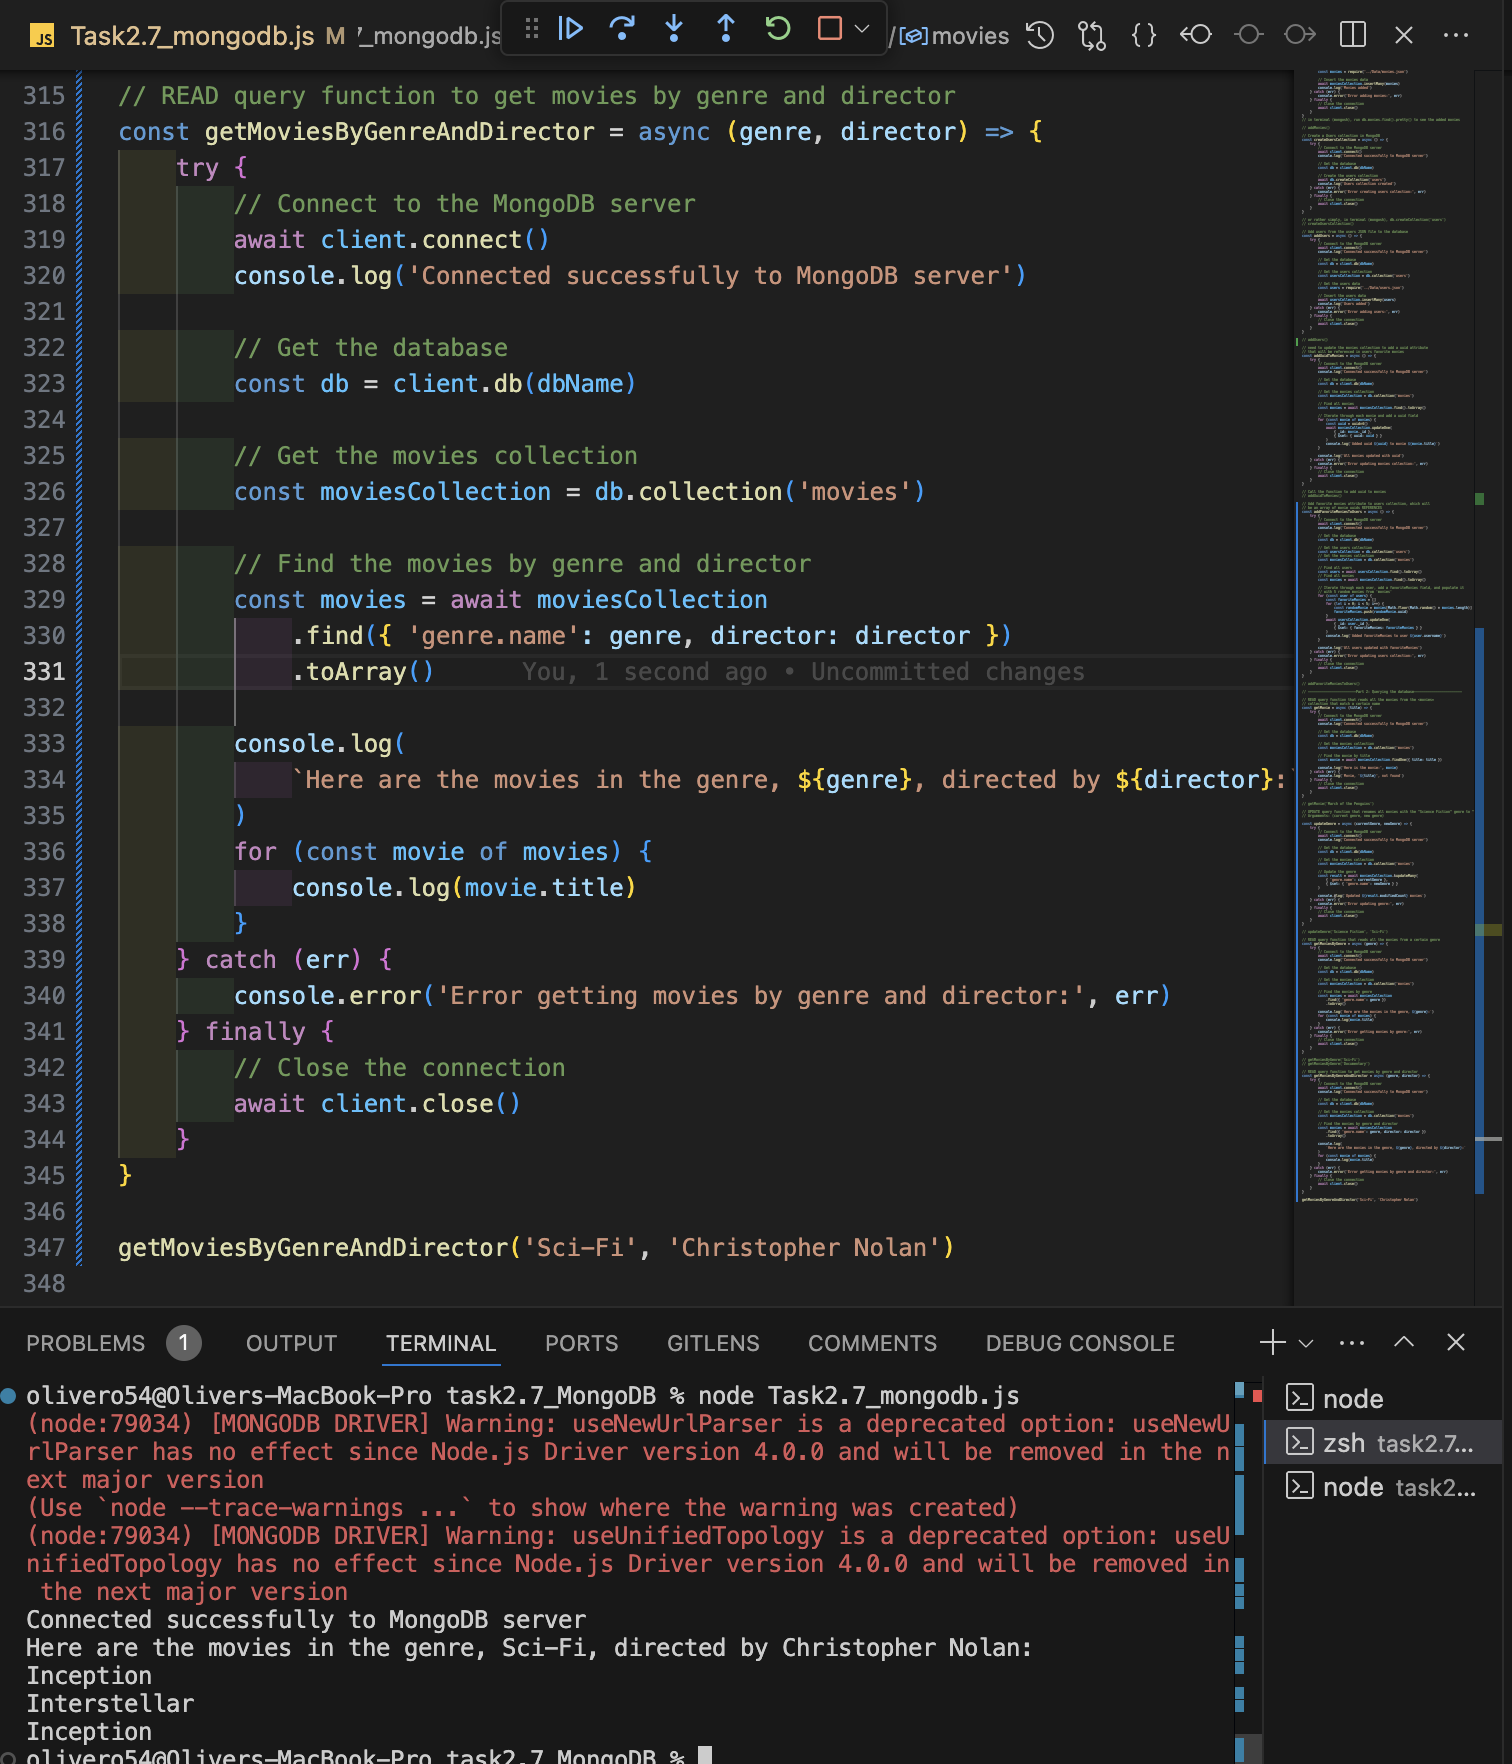 JS Task2.7_mongodb.js M 7_mongodb.js /movies
315 // READ query function to get movies by genre and director
316 const getMoviesByGenreAndDirector = async (genre, director) => {
317 try {
318 // Connect to the MongoDB server
319 await client.connect()
320 console.log('Connected successfully to MongoDB server')
321
322 // Get the database
323 const db = client.db(dbName)
324
325 // Get the movies collection
326 const moviesCollection = db.collection('movies')
327
328 // Find the movies by genre and director
329 const movies = await moviesCollection
330 .find({ 'genre.name': genre, director: director })
331 .toArray() You, 1 second ago • Uncommitted changes
332
333 console.log(
334 `Here are the movies in the genre, ${genre}, directed by ${director}:`
335 )
336 for (const movie of movies) {
337 console.log(movie.title)
338 }
339 } catch (err) {
340 console.error('Error getting movies by genre and director:', err)
341 } finally {
342 // Close the connection
343 await client.close()
344 }
345 }
346
347 getMoviesByGenreAndDirector('Sci-Fi', 'Christopher Nolan')
348
PROBLEMS 1 OUTPUT TERMINAL PORTS GITLENS COMMENTS DEBUG CONSOLE
olivero54@Olivers-MacBook-Pro task2.7_MongoDB % node Task2.7_mongodb.js
(node:79034) [MONGODB DRIVER] Warning: useNewUrlParser is a deprecated option: useNewU
rlParser has no effect since Node.js Driver version 4.0.0 and will be removed in the n
ext major version
(Use `node --trace-warnings ...` to show where the warning was created)
(node:79034) [MONGODB DRIVER] Warning: useUnifiedTopology is a deprecated option: useU
nifiedTopology has no effect since Node.js Driver version 4.0.0 and will be removed in
the next major version
Connected successfully to MongoDB server
Here are the movies in the genre, Sci-Fi, directed by Christopher Nolan:
Inception
Interstellar
Inception
olivero54@Olivers-MacBook-Pro task2.7_MongoDB %
node
zsh task2.7...
node task2...